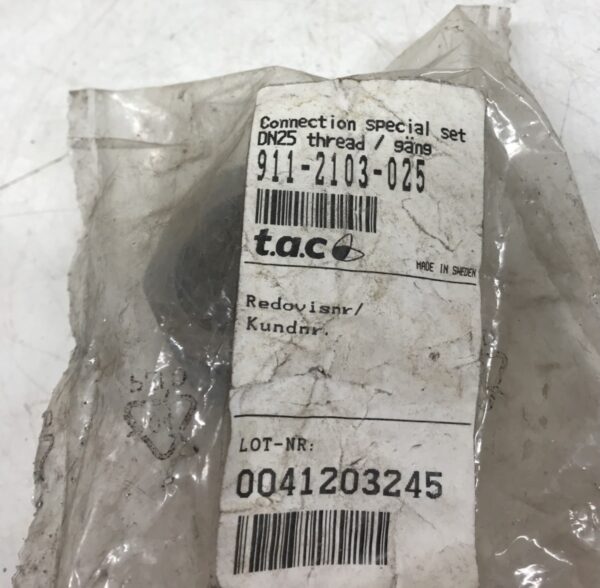 Connection special set
DN25 thread / gäng
911-2103-025
t.a.c
MADE IN SWEDEN
Redovisnr/
Kundnr.
LOT-NR:
0041203245